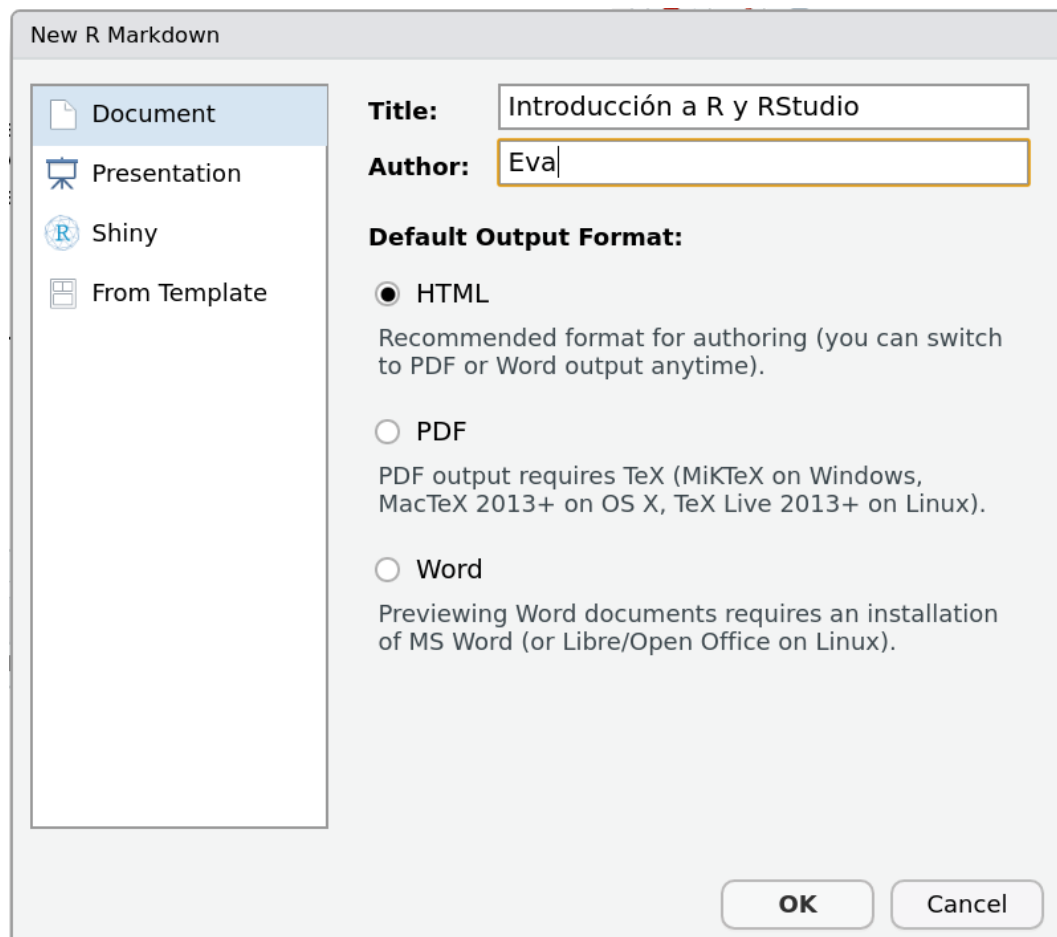 New R Markdown
Document
Presentation
Shiny
From Template
Title: Introducción a R y RStudio
Author: Eva
Default Output Format:
HTML
Recommended format for authoring (you can switch
to PDF or Word output anytime).
PDF
PDF output requires TeX (MiKTeX on Windows,
MacTeX 2013+ on OS X, TeX Live 2013+ on Linux).
Word
Previewing Word documents requires an installation
of MS Word (or Libre/Open Office on Linux).
OK Cancel